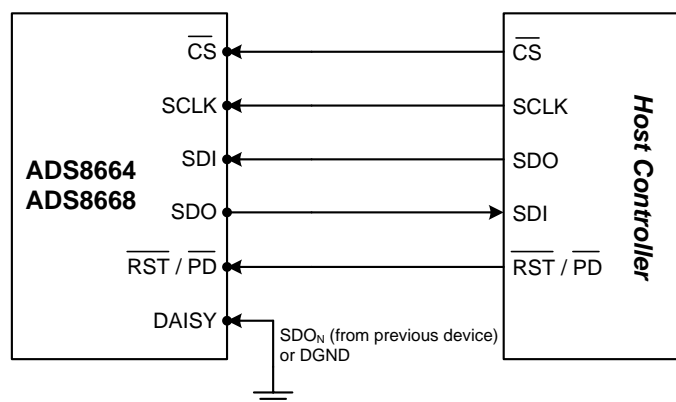 CS
SCLK
SDI
SDO
RST / PD
DAISY
ADS8664
ADS8668
CS
SCLK
SDO
SDI
RST / PD
Host Controller
SDON (from previous device)
or DGND